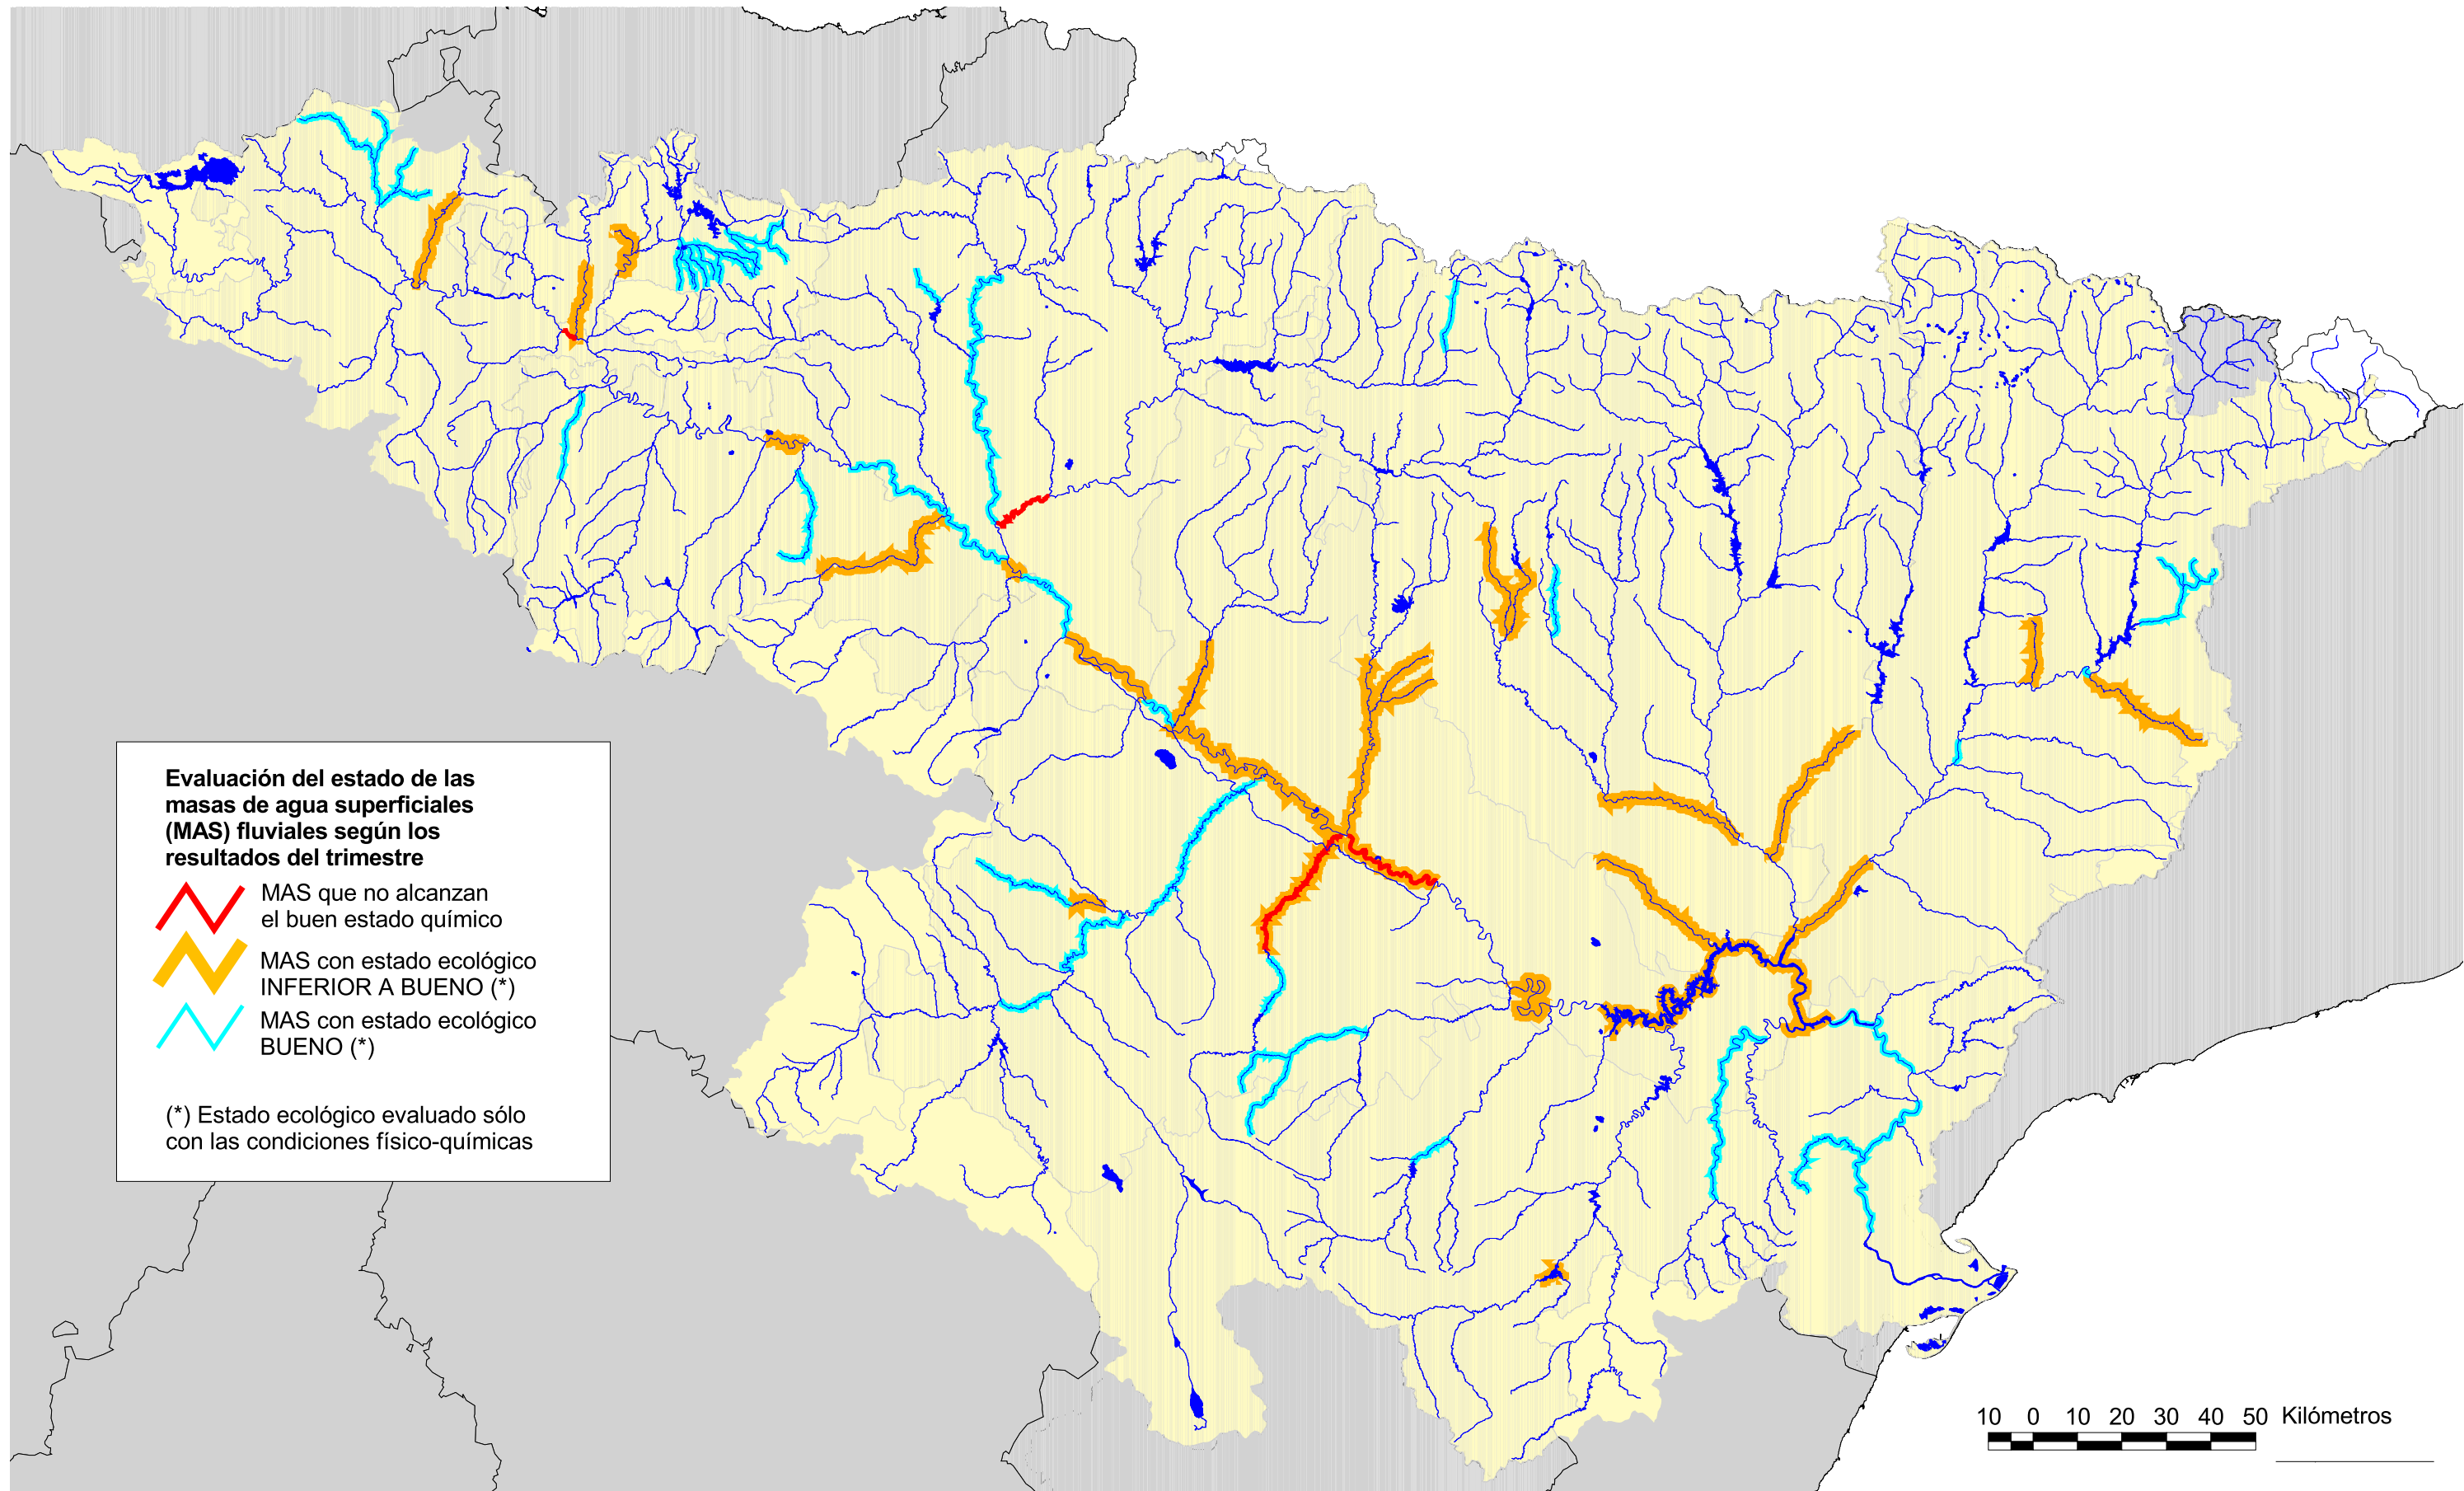 Evaluación del estado de las
masas de agua superficiales
(MAS) fluviales según los
resultados del trimestre
MAS que no alcanzan
el buen estado químico
MAS con estado ecológico
INFERIOR A BUENO (*)
MAS con estado ecológico
BUENO (*)
(*) Estado ecológico evaluado sólo
con las condiciones físico-químicas
10 0 10 20 30 40 50 Kilómetros